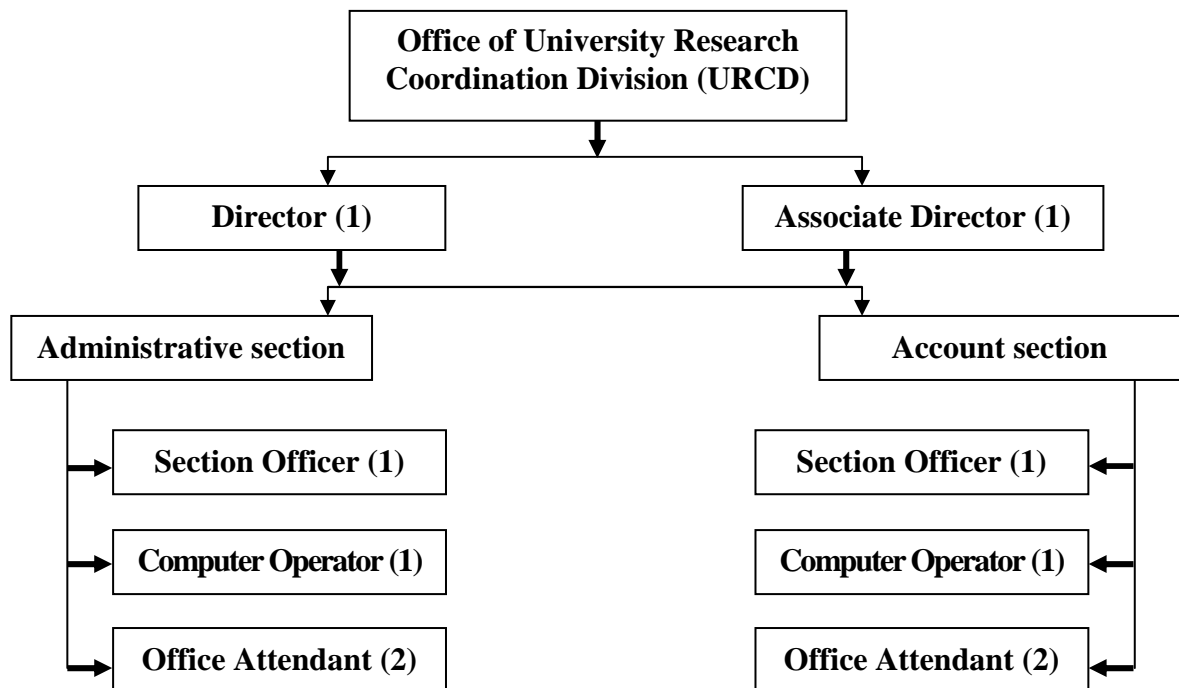 Office of University Research
Coordination Division (URCD)
Director (1)
Associate Director (1)
Administrative section
Account section
Section Officer (1)
Section Officer (1)
Computer Operator (1)
Computer Operator (1)
Office Attendant (2)
Office Attendant (2)